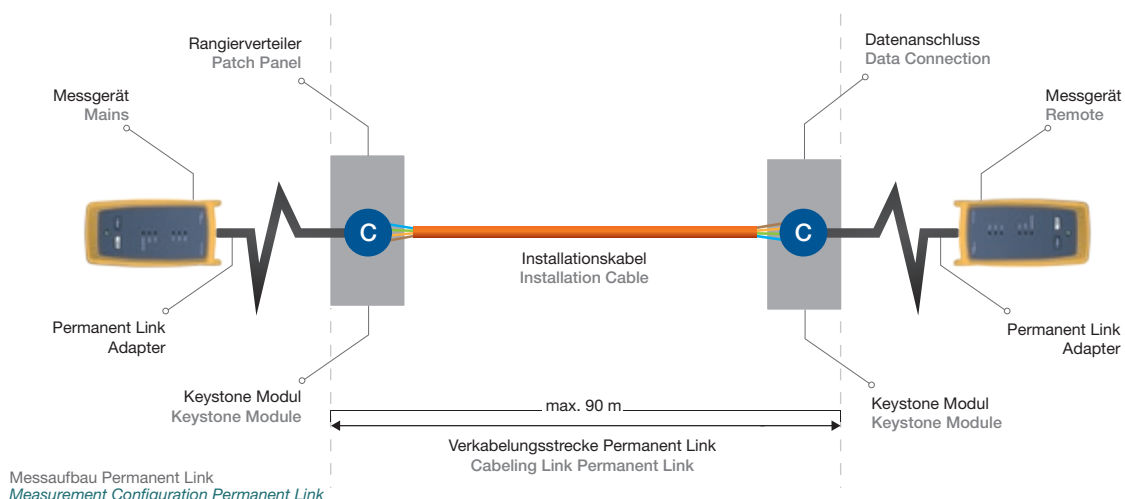 Rangierverteiler
Patch Panel
Datenanschluss
Data Connection
Messgerät
Mains
Messgerät
Remote
C
C
Installationskabel
Installation Cable
Permanent Link
Adapter
Permanent Link
Adapter
Keystone Modul
Keystone Module
max. 90 m
Keystone Modul
Keystone Module
Verkabelungsstrecke Permanent Link
Cabeling Link Permanent Link
Messaufbau Permanent Link
Measurement Configuration Permanent Link